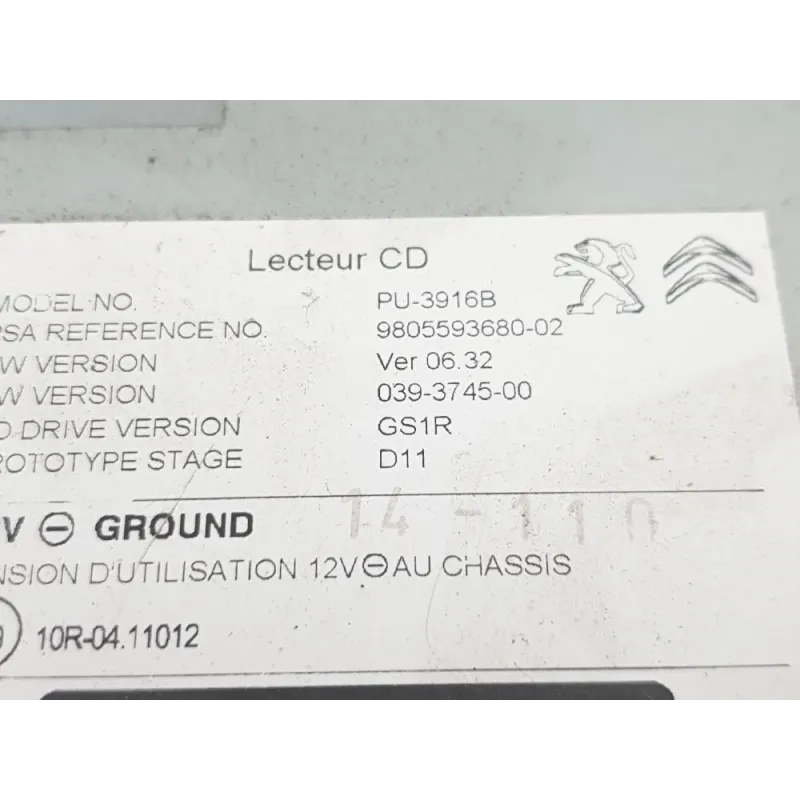 Lecteur CD
MODEL NO. PU-3916B
PSA REFERENCE NO. 9805593680-02
W VERSION Ver 06.32
W VERSION 039-3745-00
D DRIVE VERSION GS1R
ROTOTYPE STAGE D11
V ⊖ GROUND 14-110
NSION D'UTILISATION 12V⊖AU CHASSIS
10R-04.11012